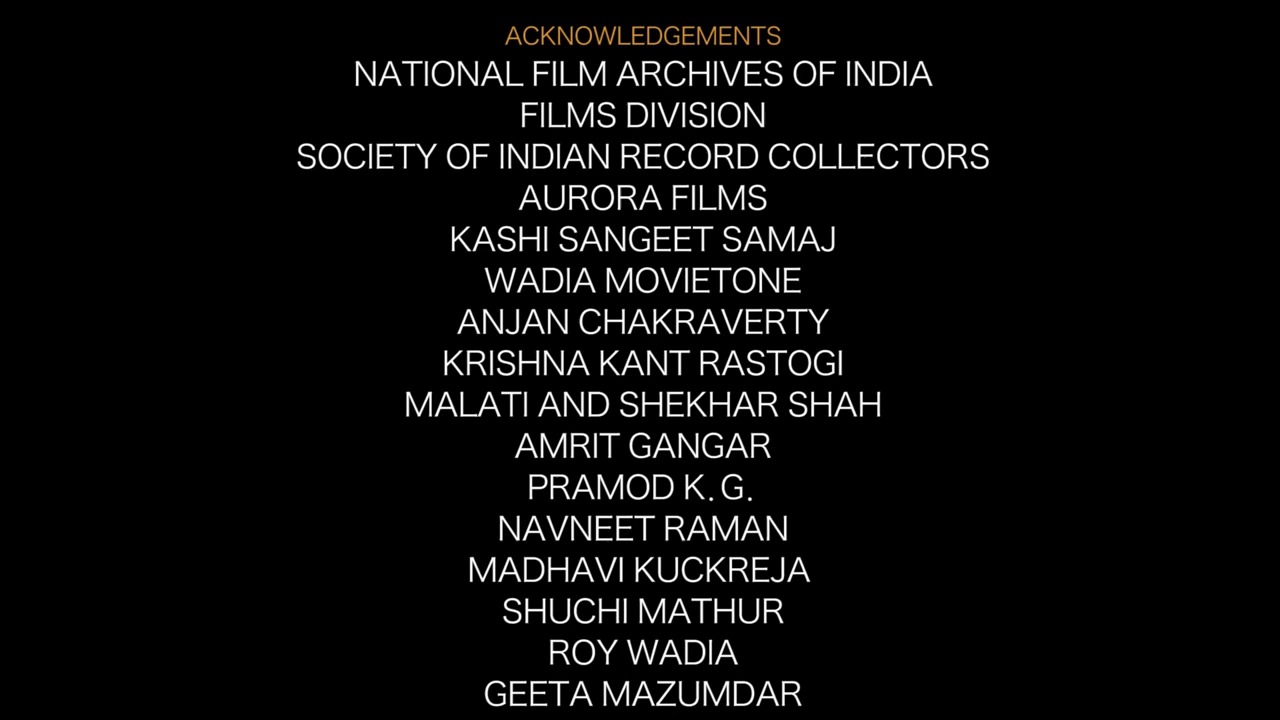 ACKNOWLEDGEMENTS
NATIONAL FILM ARCHIVES OF INDIA
FILMS DIVISION
SOCIETY OF INDIAN RECORD COLLECTORS
AURORA FILMS
KASHI SANGEET SAMAJ
WADIA MOVIETONE
ANJAN CHAKRAVERTY
KRISHNA KANT RASTOGI
MALATI AND SHEKHAR SHAH
AMRIT GANGAR
PRAMOD K. G.
NAVNEET RAMAN
MADHAVI KUCKREJA
SHUCHI MATHUR
ROY WADIA
GEETA MAZUMDAR